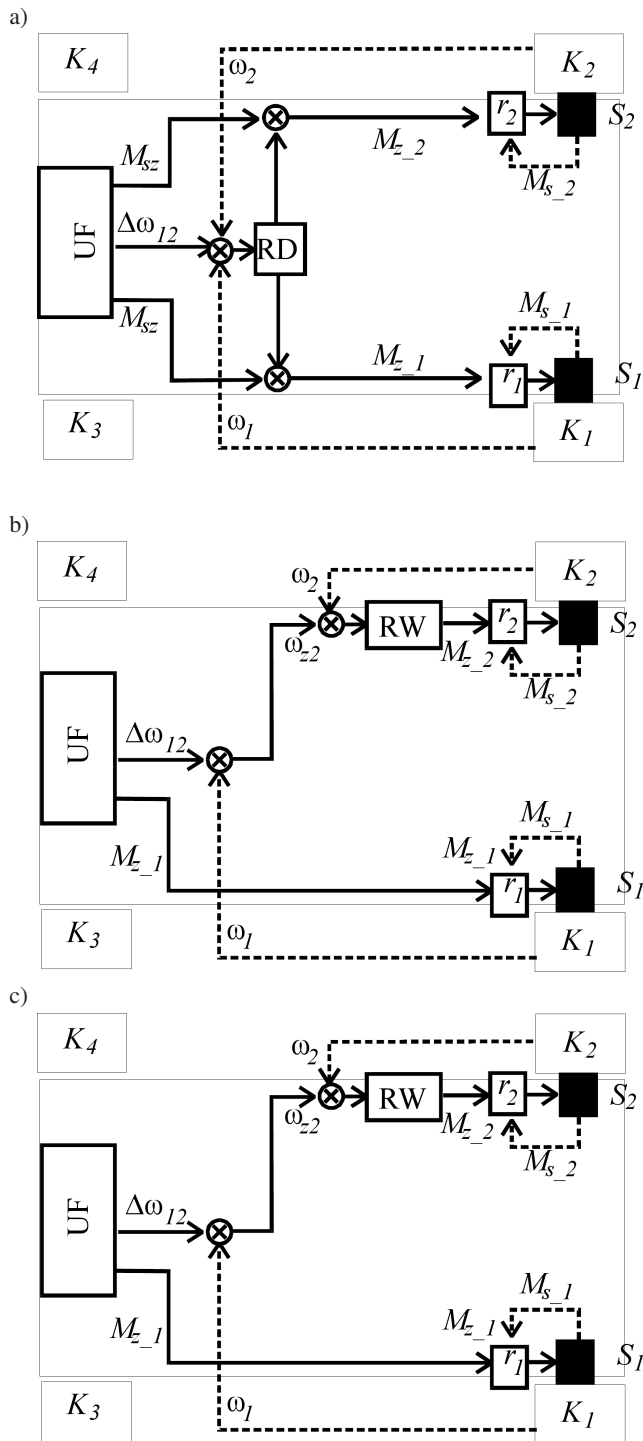 a)
K4
K2
ω2
r2
S2
Msz
Mz_2
Ms_2
UF
Δω12
RD
Msz
Mz_1
Ms_1
r1
S1
K3
ω1
K1
b)
K4
K2
ω2
RW
r2
S2
ωz2
Mz_2
Ms_2
UF
Δω12
Mz_1
Mz_1
Ms_1
r1
S1
K3
ω1
K1
c)
K4
K2
ω2
RW
r2
S2
ωz2
Mz_2
Ms_2
UF
Δω12
Mz_1
Mz_1
Ms_1
r1
S1
K3
ω1
K1